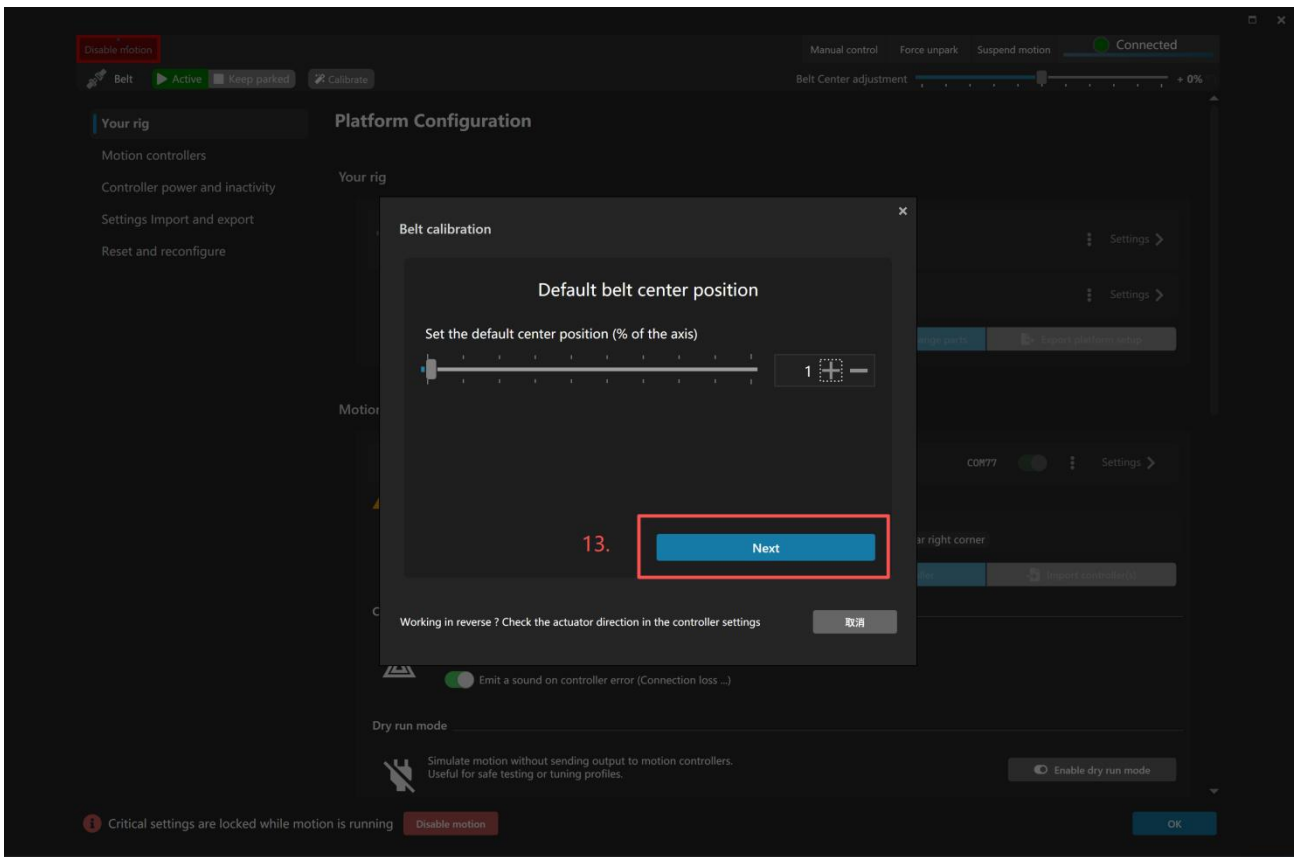 Disable motion
Manual control Force unpark Suspend motion Connected
Belt Active Keep parked Calibrate
Belt Center adjustment + 0%
Your rig
Motion controllers
Controller power and inactivity
Settings Import and export
Reset and reconfigure
Platform Configuration
Your rig
Settings
Settings
Export platform setup
Belt calibration
Default belt center position
Set the default center position (% of the axis)
1
13.
Next
Working in reverse ? Check the actuator direction in the controller settings
取消
Motion
COM77 Settings
right corner
Import controller(s)
Emit a sound on controller error (Connection loss ...)
Dry run mode
Simulate motion without sending output to motion controllers.
Useful for safe testing or tuning profiles.
Enable dry run mode
Critical settings are locked while motion is running Disable motion
OK